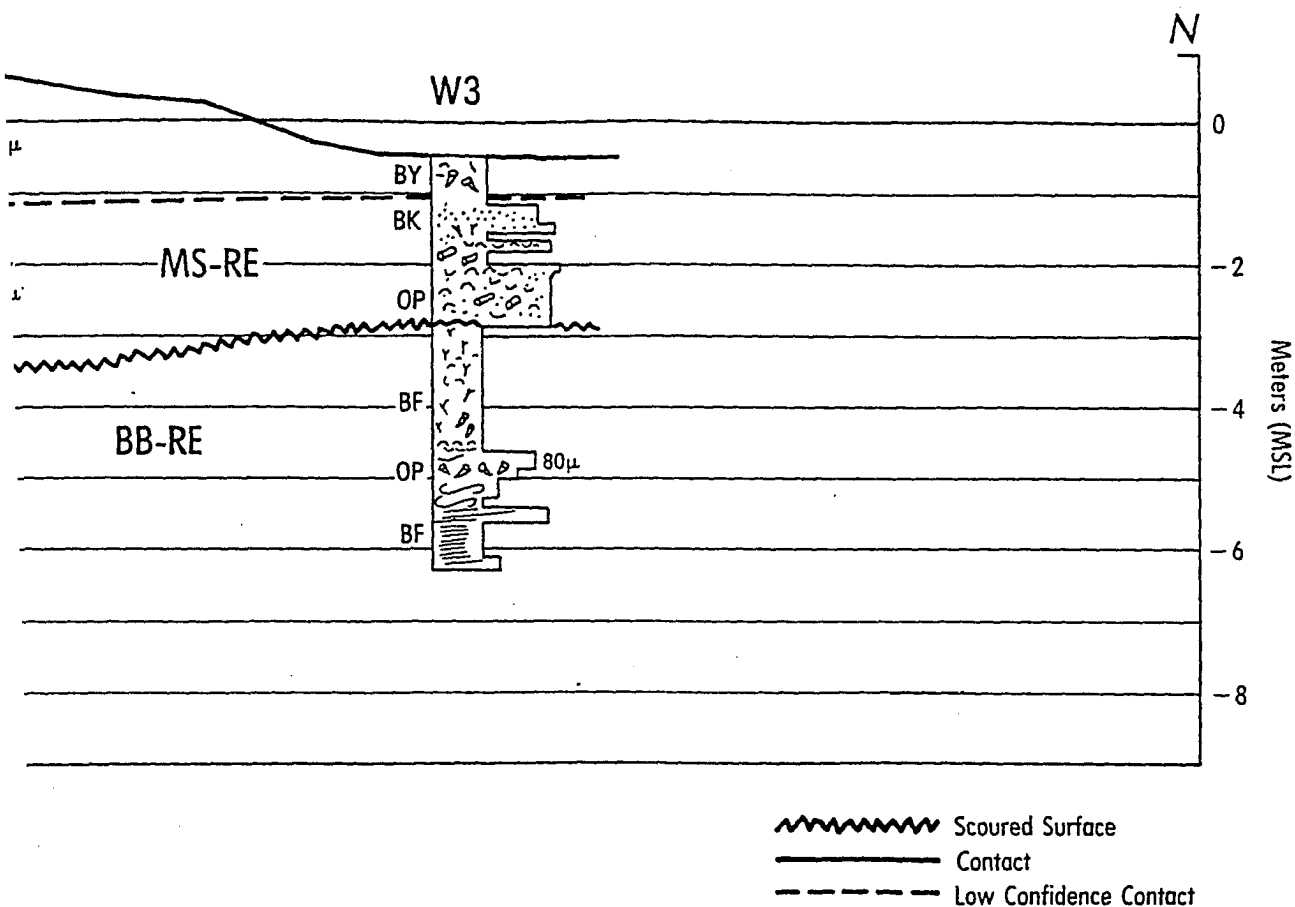 N
W3
0
μ
BY
BK
MS-RE
-2
OP
BF
-4
BB-RE
OP
80μ
BF
-6
-8
Meters (MSL)
Scoured Surface
Contact
Low Confidence Contact